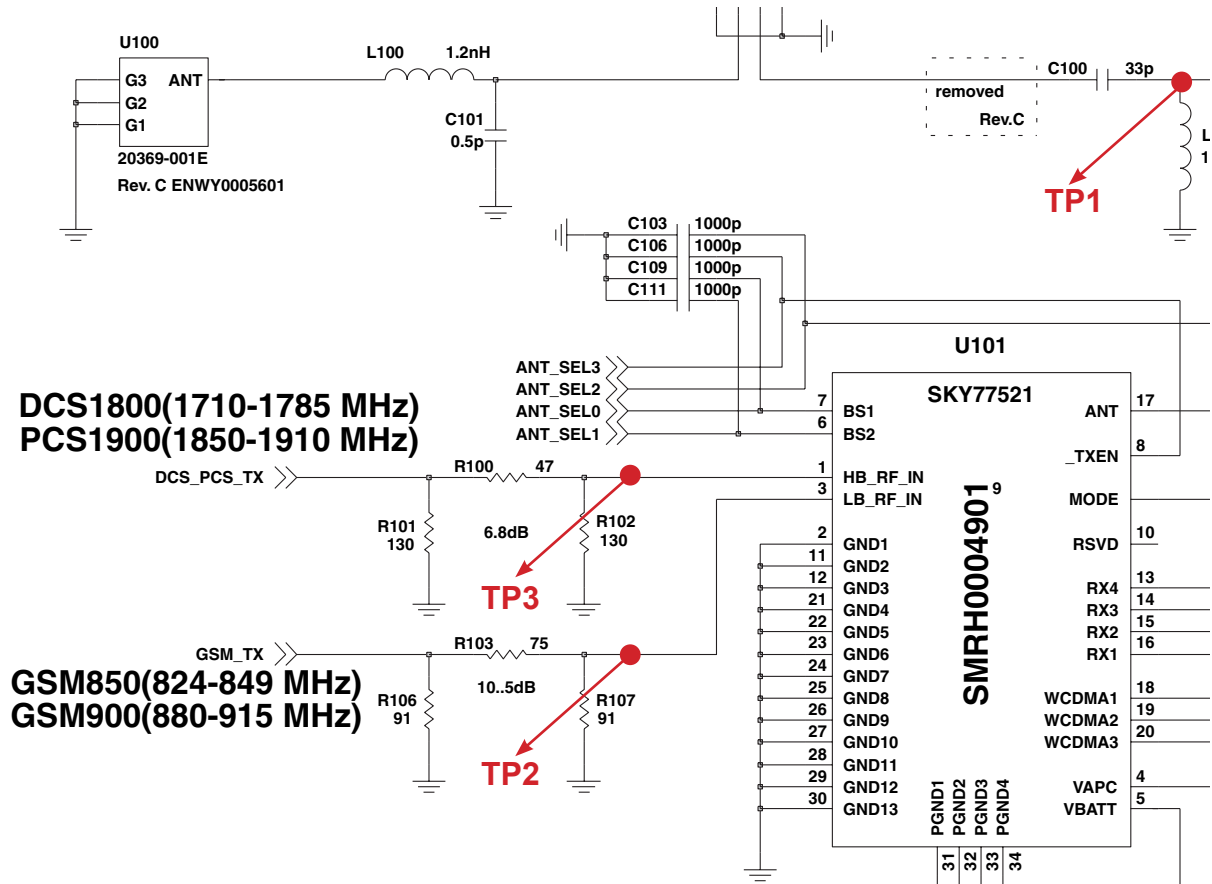 U100
G3 ANT
G2
G1
20369-001E
Rev. C ENWY0005601
L100 1.2nH
C101
0.5p
removed
Rev.C
C100 33p
L
1
TP1
C103 1000p
C106 1000p
C109 1000p
C111 1000p
ANT_SEL3
ANT_SEL2
ANT_SEL0
ANT_SEL1
DCS1800(1710-1785 MHz)
PCS1900(1850-1910 MHz)
DCS_PCS_TX
R100 47
R101
130
6.8dB
R102
130
TP3
GSM_TX
R103 75
GSM850(824-849 MHz)
GSM900(880-915 MHz)
R106
91
10..5dB
R107
91
TP2
U101
SKY77521
SMRH0004901
7 BS1
6 BS2
1 HB_RF_IN
3 LB_RF_IN
2 GND1
11 GND2
12 GND3
21 GND4
22 GND5
23 GND6
24 GND7
25 GND8
26 GND9
27 GND10
28 GND11
29 GND12
30 GND13
ANT 17
_TXEN 8
MODE 9
RSVD 10
RX4 13
RX3 14
RX2 15
RX1 16
WCDMA1 18
WCDMA2 19
WCDMA3 20
VAPC 4
VBATT 5
PGND1 31
PGND2 32
PGND3 33
PGND4 34